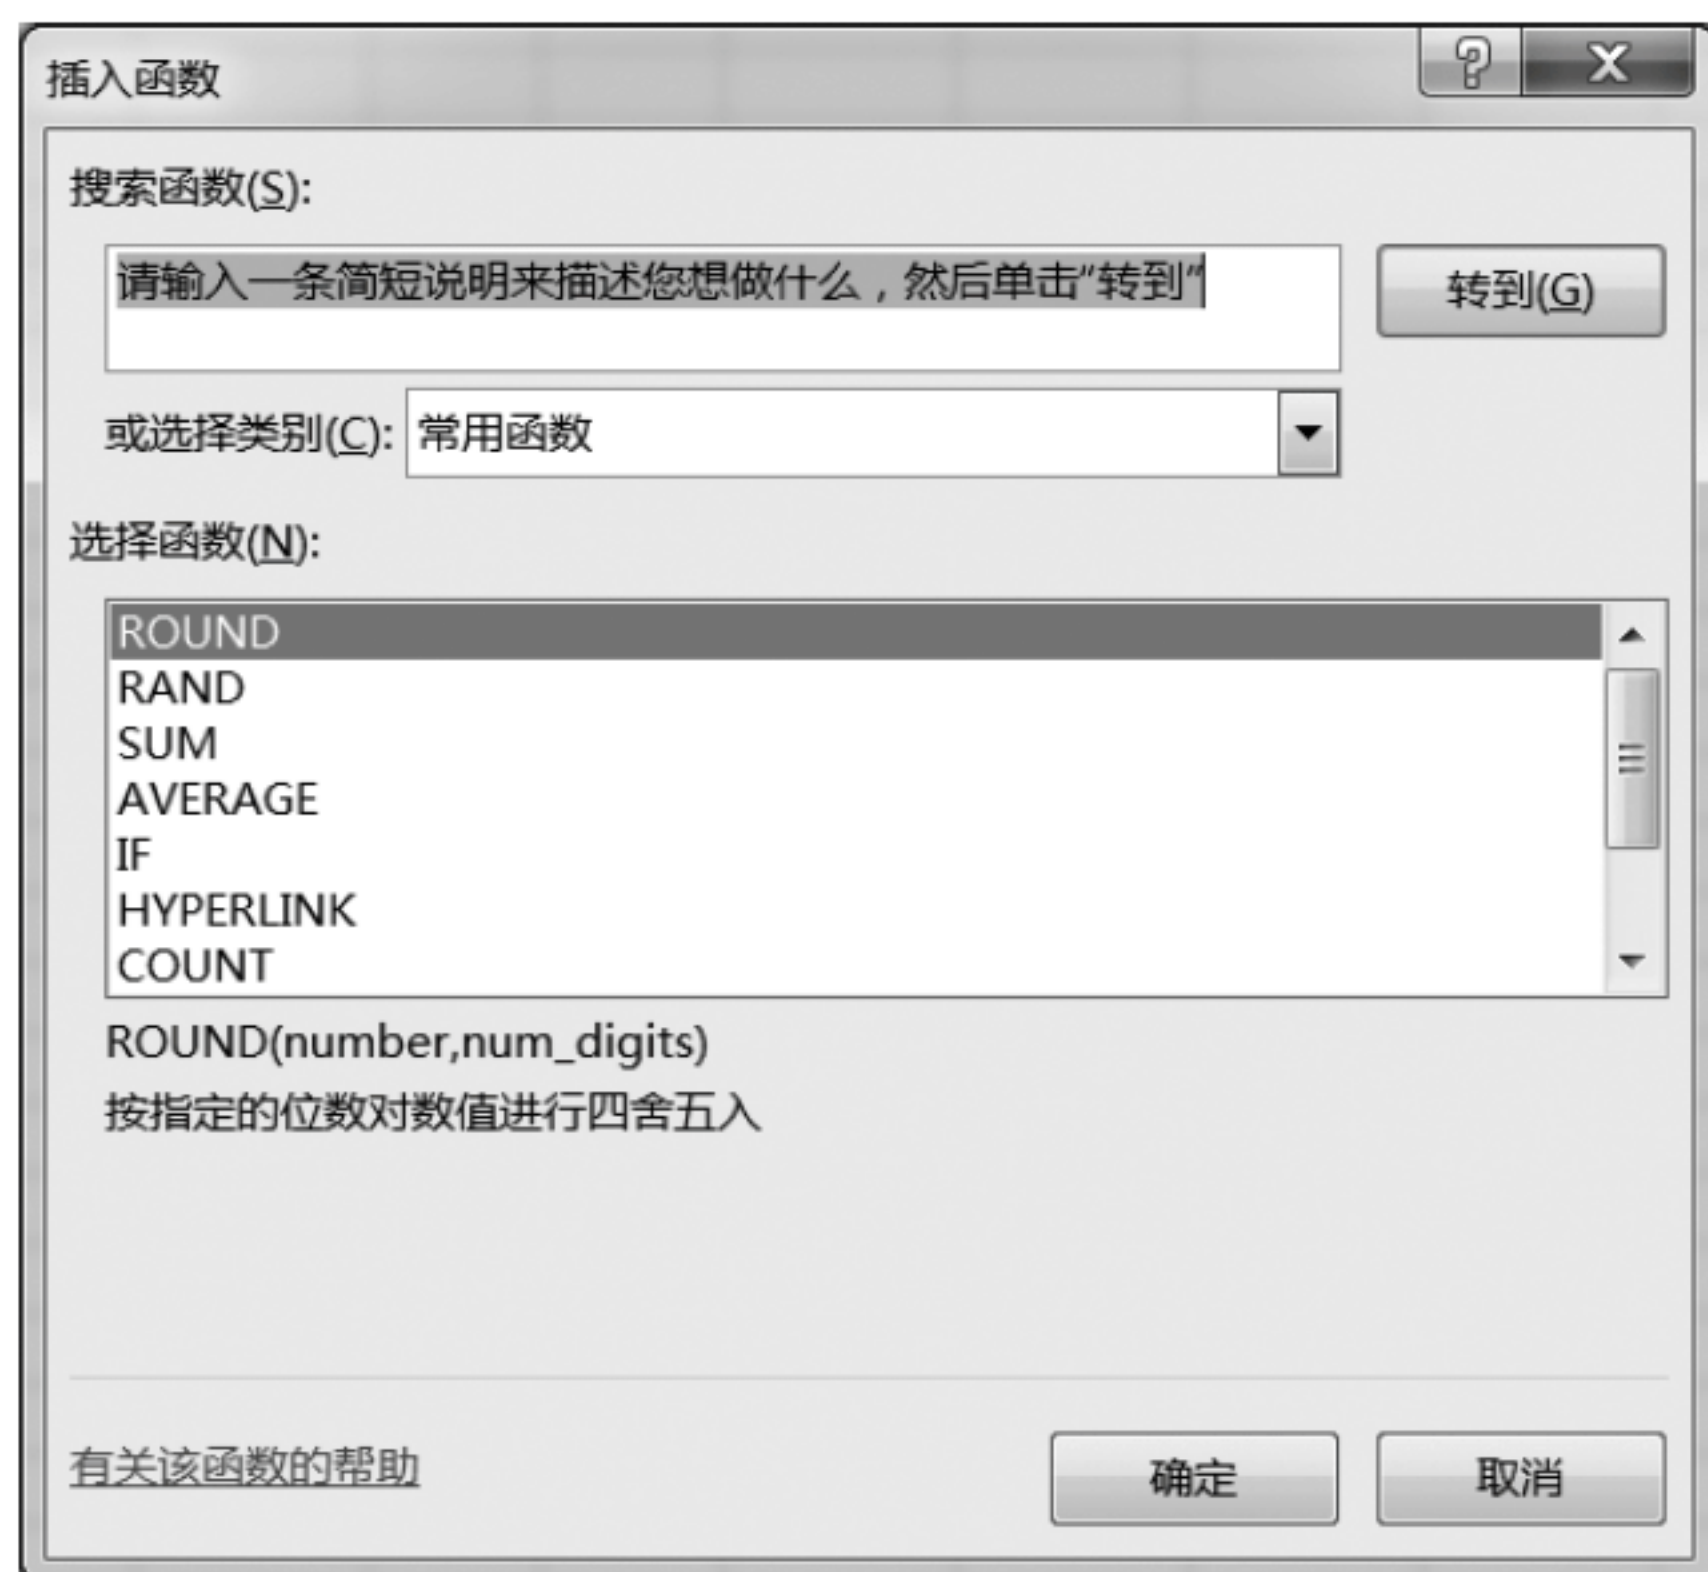 插入函数
搜索函数(S):
请输入一条简短说明来描述您想做什么，然后单击"转到"
转到(G)
或选择类别(C):
常用函数
选择函数(N):
ROUND
RAND
SUM
AVERAGE
IF
HYPERLINK
COUNT
ROUND(number,num_digits)
按指定的位数对数值进行四舍五入
有关该函数的帮助
确定
取消